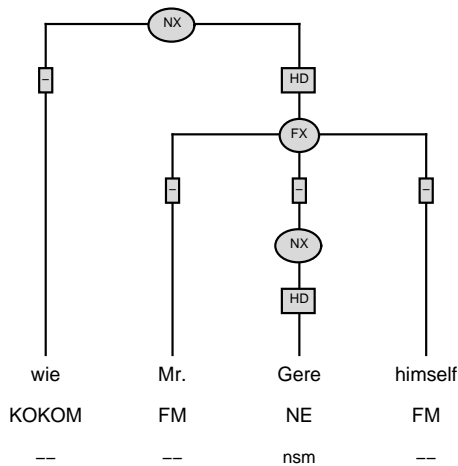 NX
– HD
FX
– – –
NX
HD
wie Mr. Gere himself
KOKOM FM NE FM
–– –– nsm ––